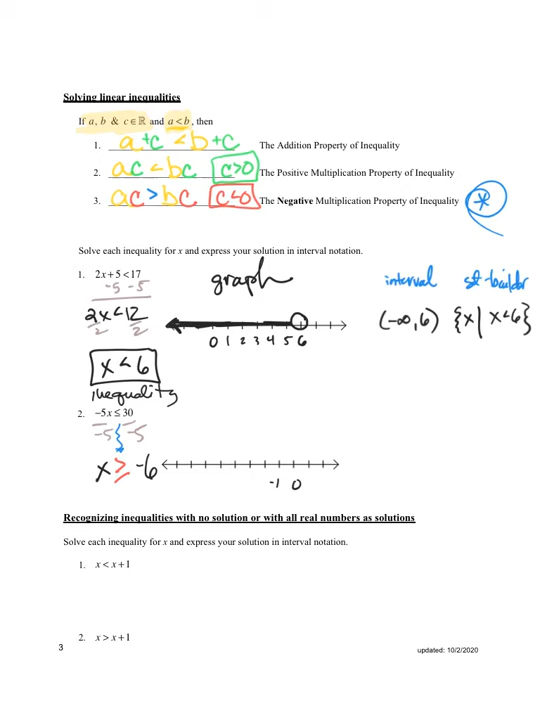 Solving linear inequalities
If a, b & c ∈ ℝ and a < b, then
1. a + c < b + c The Addition Property of Inequality
2. ac < bc c>0 The Positive Multiplication Property of Inequality
3. ac > bc c<0 The Negative Multiplication Property of Inequality *
Solve each inequality for x and express your solution in interval notation.
1. 2x + 5 < 17 graph interval set-builder
-5 -5
2x < 12 (-∞, 6) {x | x < 6}
2 2
0 1 2 3 4 5 6
x < 6
inequality
2. −5x ≤ 30
-5 -5
x ≥ -6
-1 0
Recognizing inequalities with no solution or with all real numbers as solutions
Solve each inequality for x and express your solution in interval notation.
1. x < x + 1
2. x > x + 1
3 updated: 10/2/2020